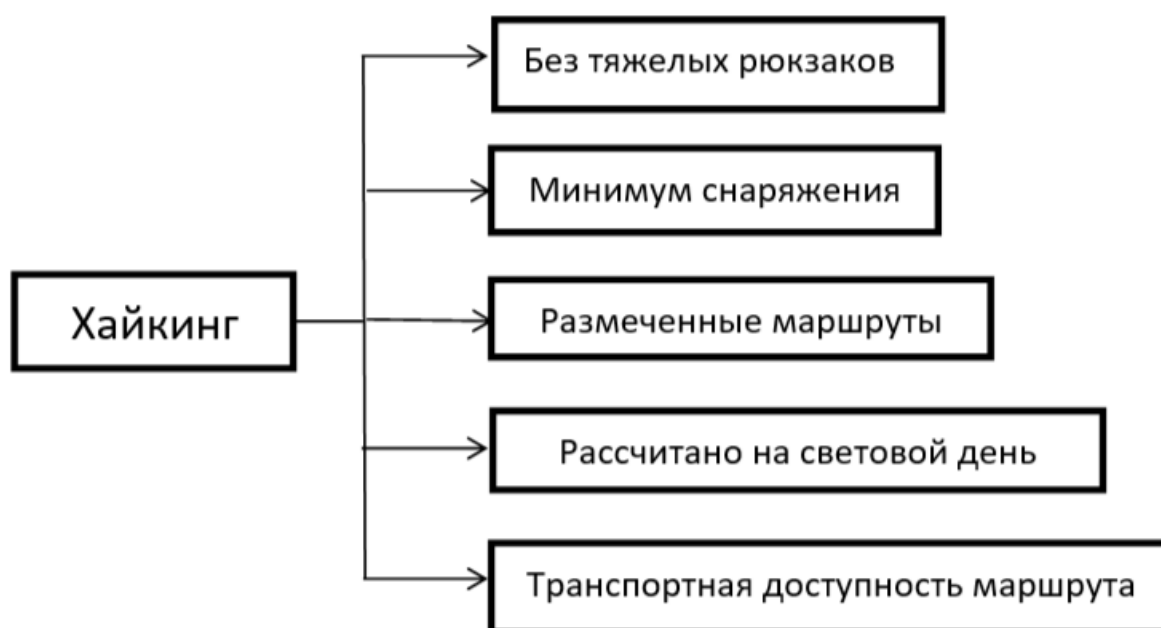 Без тяжелых рюкзаков
Минимум снаряжения
Хайкинг
Размеченные маршруты
Рассчитано на световой день
Транспортная доступность маршрута